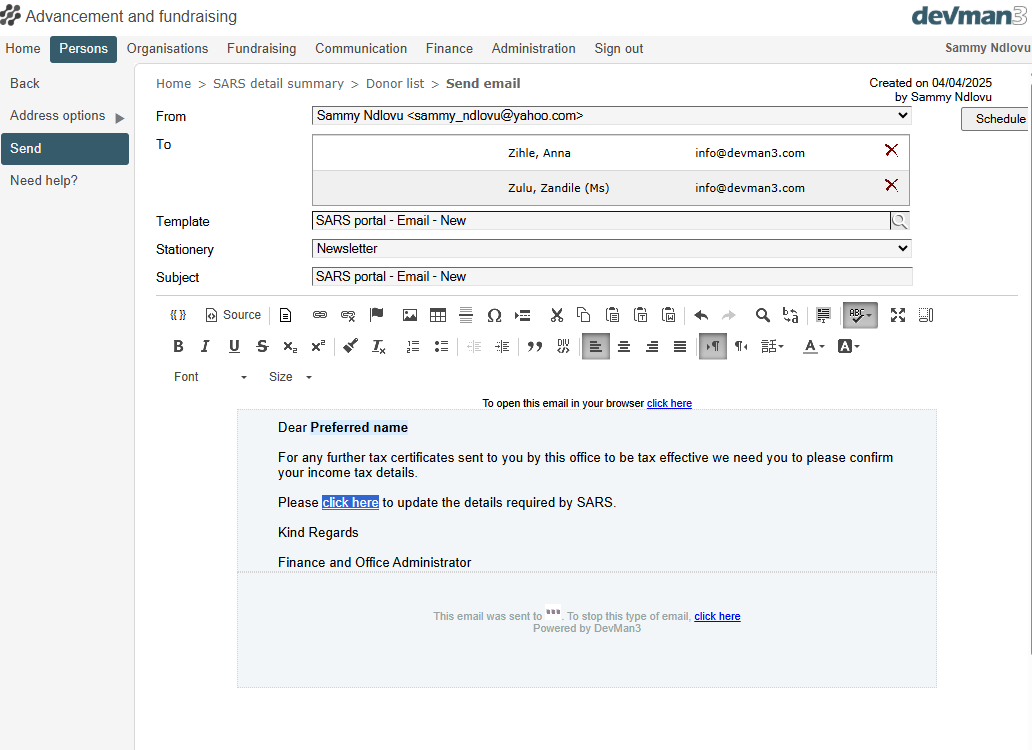 Advancement and fundraising
devman3
Home Persons Organisations Fundraising Communication Finance Administration Sign out
Sammy Ndlovu
Back
Address options
Send
Need help?
Home > SARS detail summary > Donor list > Send email
Created on 04/04/2025
by Sammy Ndlovu
From
Sammy Ndlovu <sammy_ndlovu@yahoo.com>
Schedule
To
Zihle, Anna info@devman3.com
Zulu, Zandile (Ms) info@devman3.com
Template
SARS portal - Email - New
Stationery
Newsletter
Subject
SARS portal - Email - New
Source
Font Size
To open this email in your browser click here
Dear Preferred name
For any further tax certificates sent to you by this office to be tax effective we need you to please confirm
your income tax details.
Please click here to update the details required by SARS.
Kind Regards
Finance and Office Administrator
This email was sent to """. To stop this type of email, click here
Powered by DevMan3